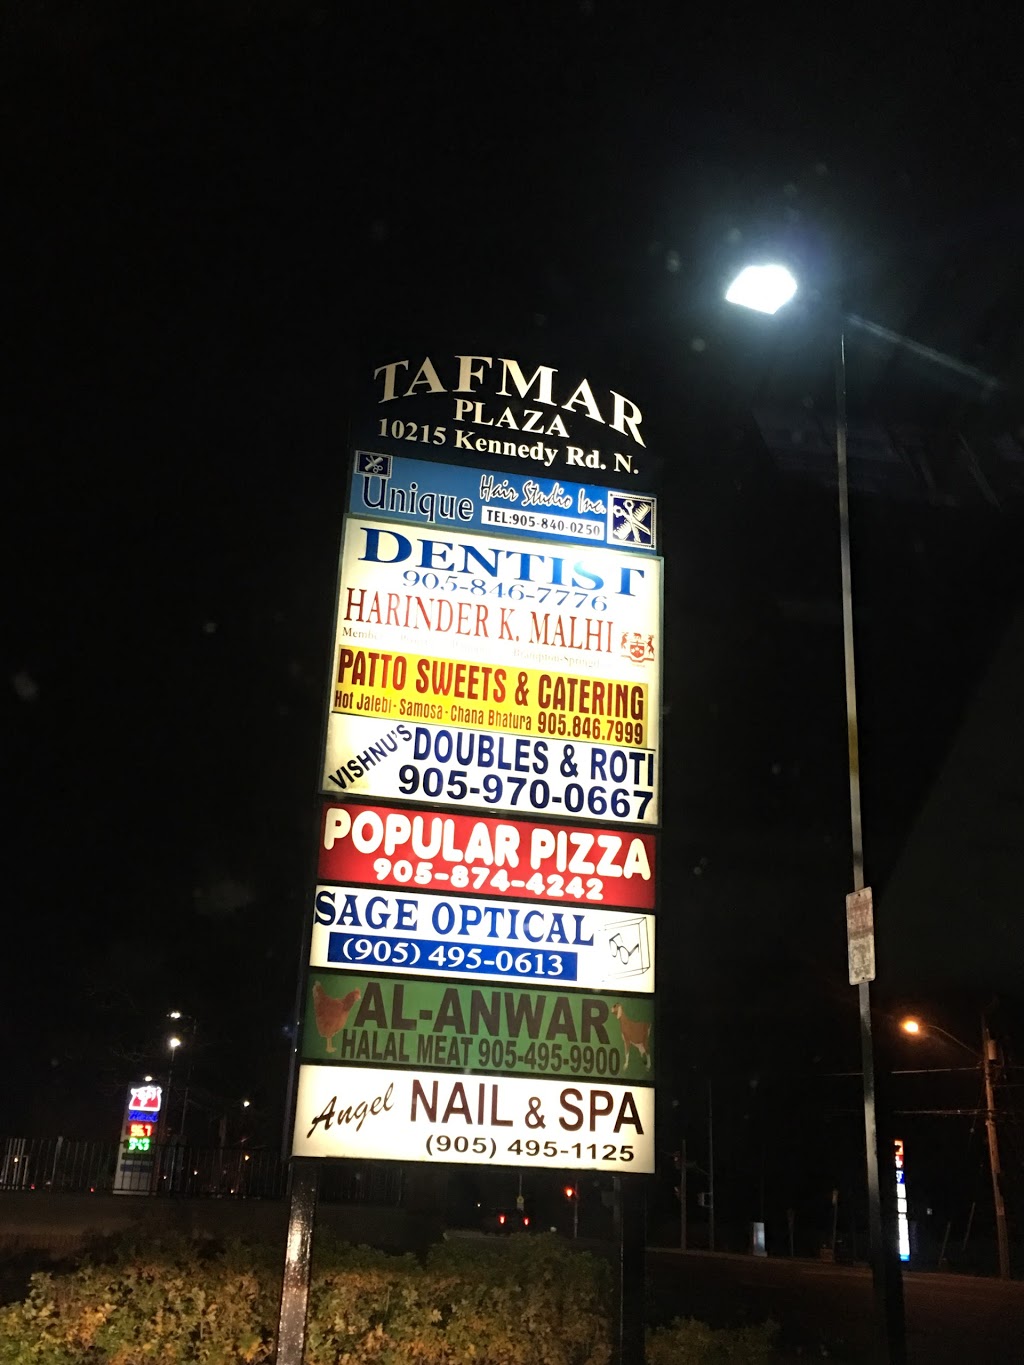 TAFMAR
PLAZA
10215 Kennedy Rd. N.
Unique Hair Studio Inc.
TEL:905-840-0250
DENTIST
905-846-7776
HARINDER K. MALHI
PATTO SWEETS & CATERING
Hot Jalebi - Samosa - Chana Bhatura 905.846.7999
VISHNU'S DOUBLES & ROTI
905-970-0667
POPULAR PIZZA
905-874-4242
SAGE OPTICAL
(905) 495-0613
AL-ANWAR
HALAL MEAT 905-495-9900
Angel NAIL & SPA
(905) 495-1125